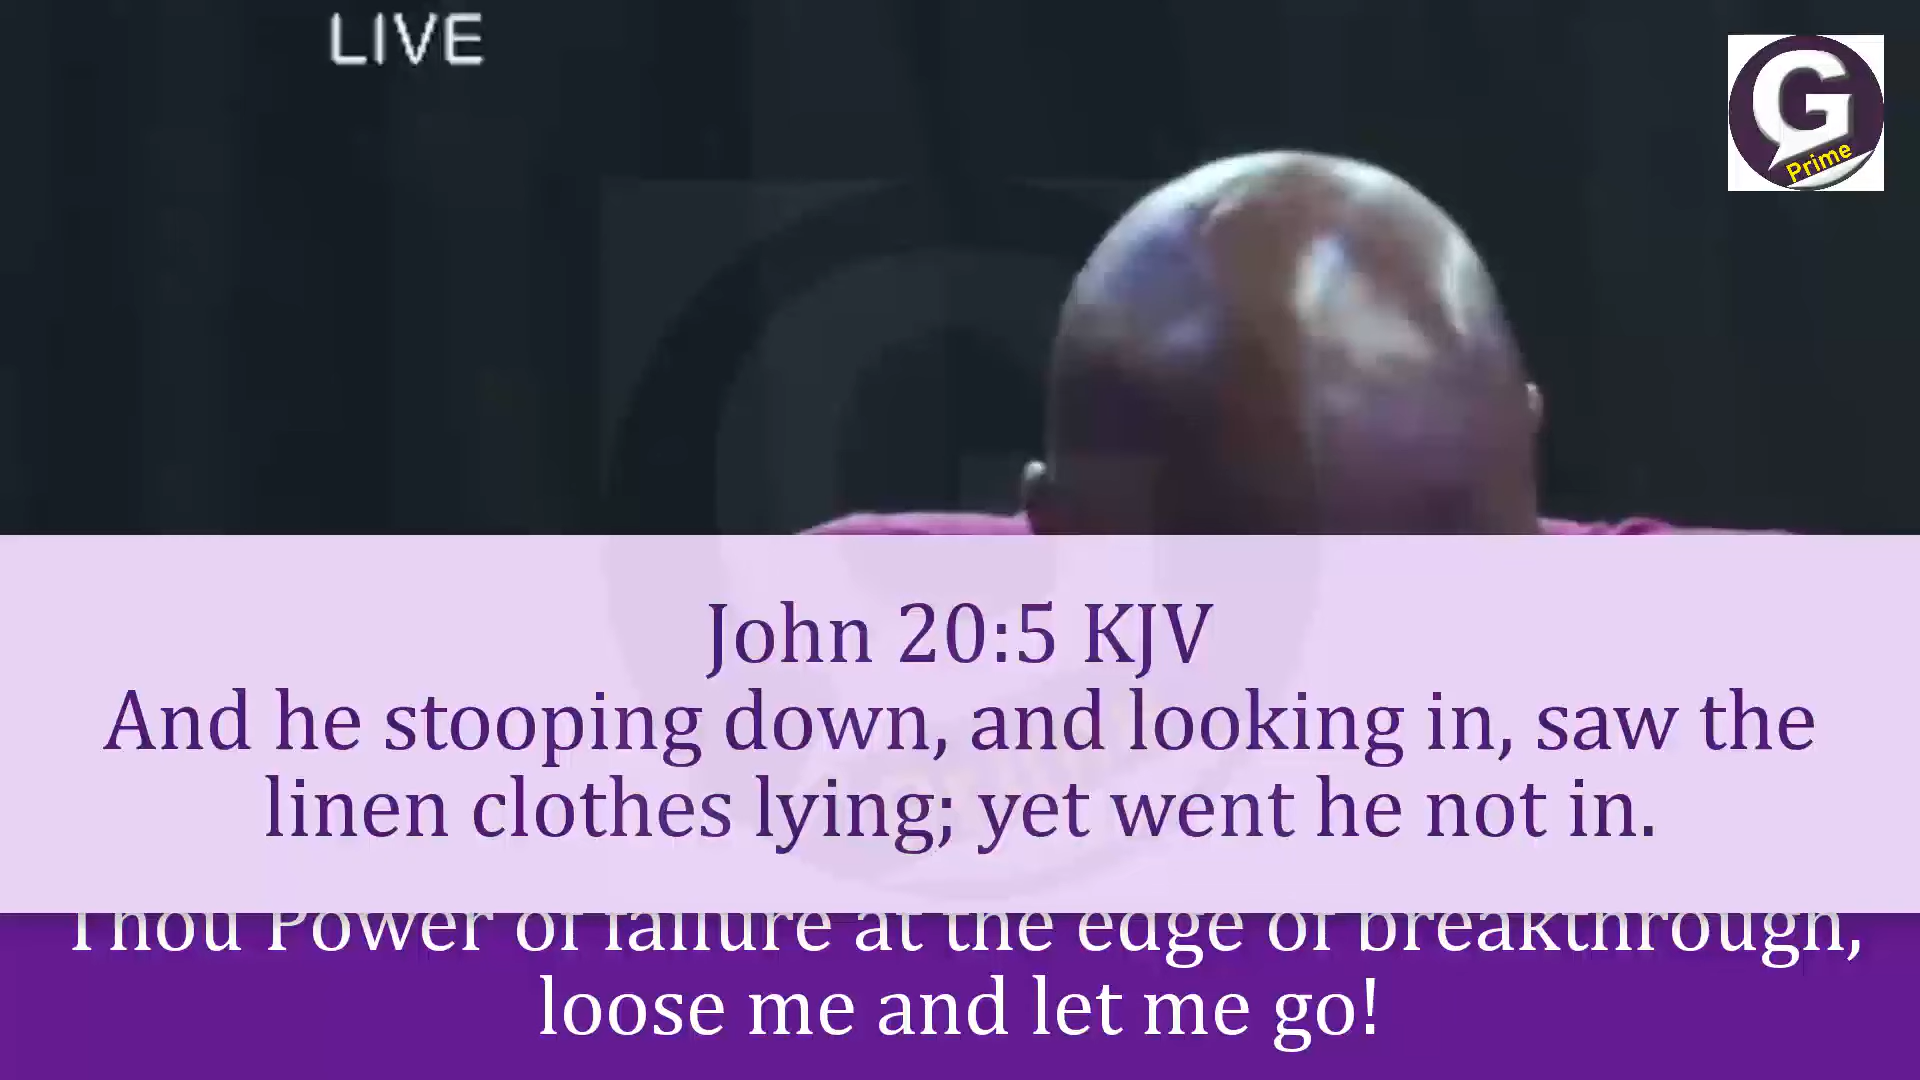 LIVE
G
Prime
John 20:5 KJV
And he stooping down, and looking in, saw the
linen clothes lying; yet went he not in.
Thou Power of failure at the edge of breakthrough,
loose me and let me go!